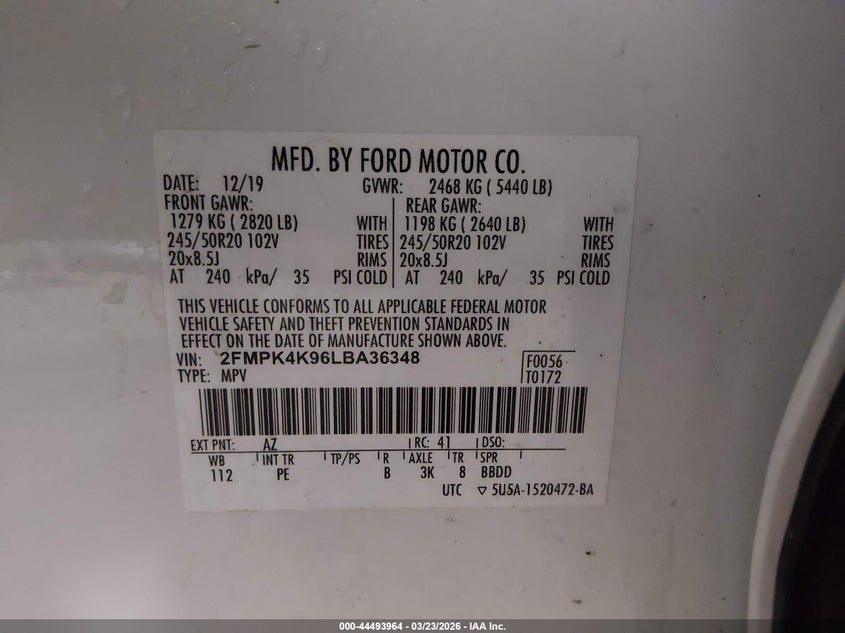 MFD. BY FORD MOTOR CO.
DATE: 12/19 GVWR: 2468 KG ( 5440 LB)
FRONT GAWR: REAR GAWR:
1279 KG ( 2820 LB) WITH 1198 KG ( 2640 LB) WITH
245/50R20 102V TIRES 245/50R20 102V TIRES
20x8.5J RIMS 20x8.5J RIMS
AT 240 kPa/ 35 PSI COLD AT 240 kPa/ 35 PSI COLD
THIS VEHICLE CONFORMS TO ALL APPLICABLE FEDERAL MOTOR
VEHICLE SAFETY AND THEFT PREVENTION STANDARDS IN
EFFECT ON THE DATE OF MANUFACTURE SHOWN ABOVE.
VIN: 2FMPK4K96LBA36348 F0056
TYPE: MPV T0172
EXT PNT: AZ RC: 41 DSO:
WB INT TR TP/PS R AXLE TR SPR
112 PE B 3K 8 BBDD
UTC ▽ 5U5A-1520472-BA
000-44493964 - 03/23/2026 - IAA Inc.